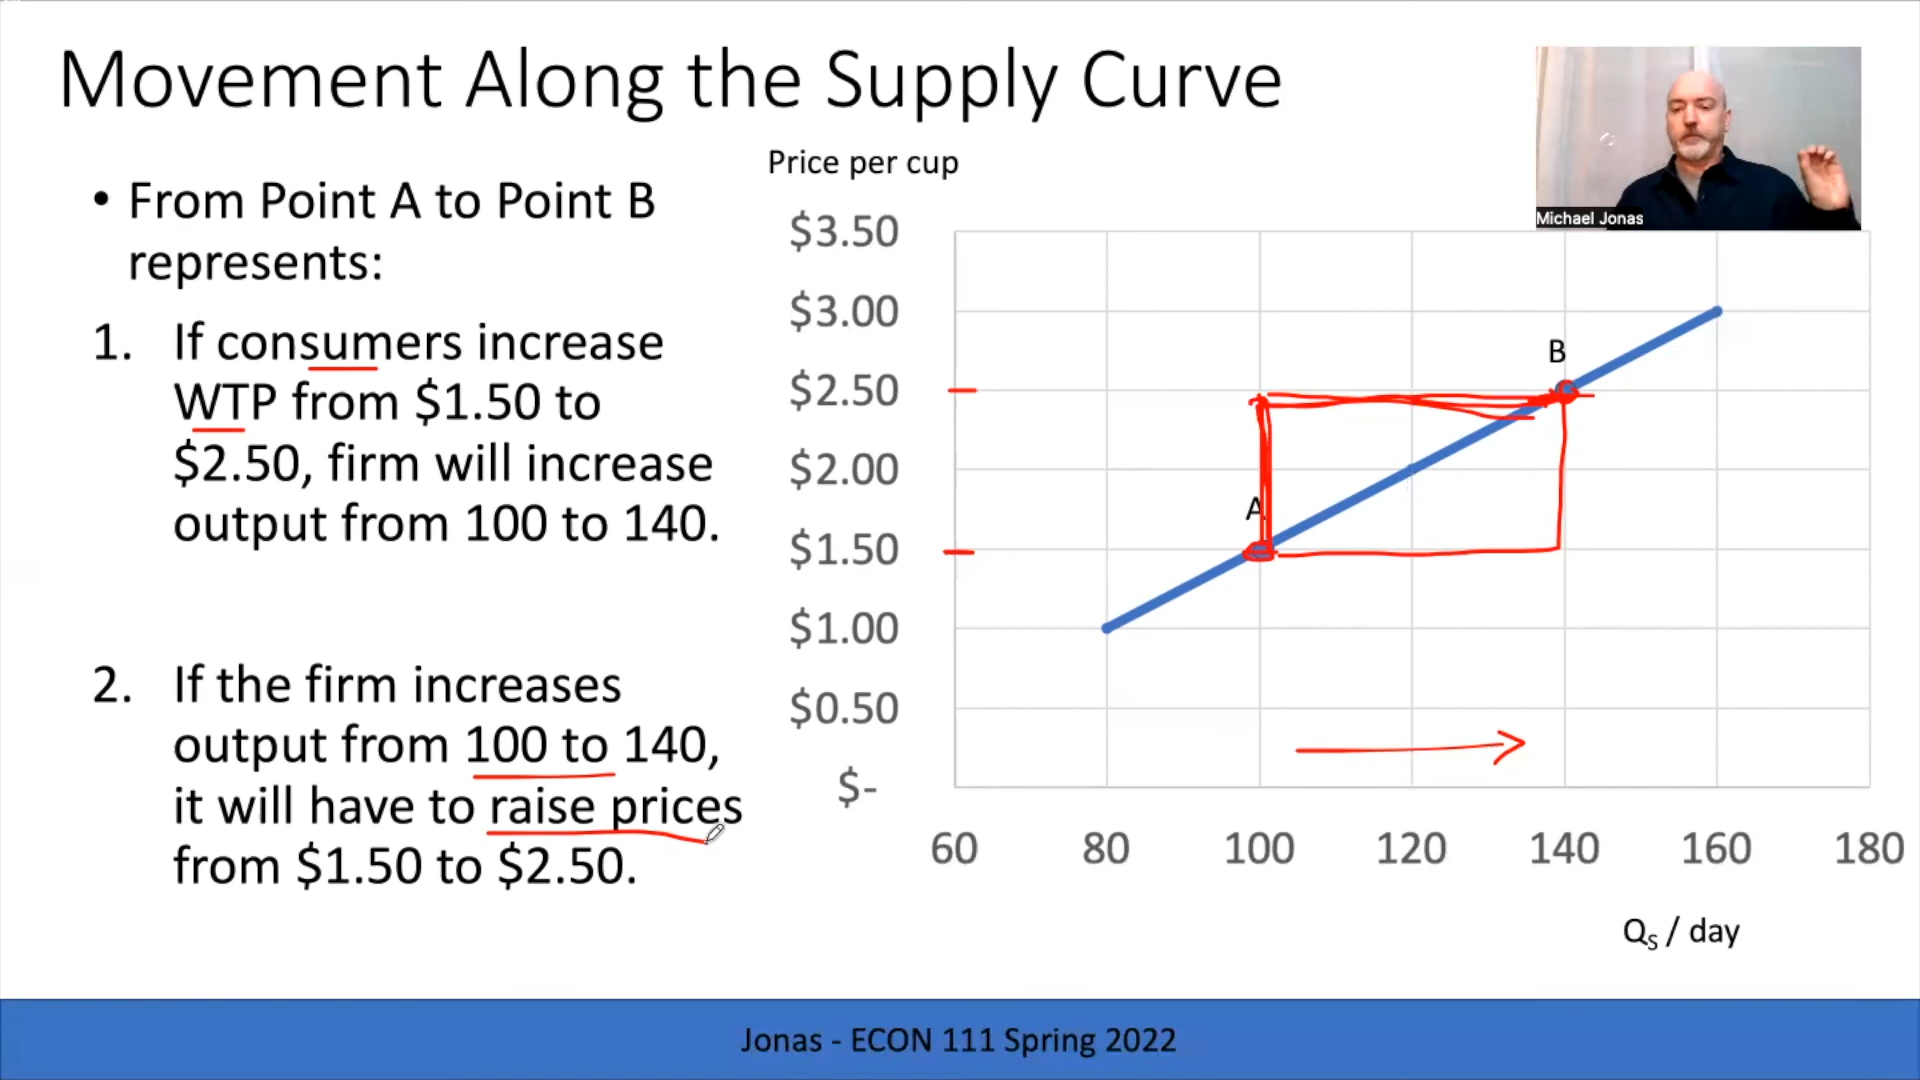 Movement Along the Supply Curve
• From Point A to Point B
represents:
1. If consumers increase
WTP from $1.50 to
$2.50, firm will increase
output from 100 to 140.
2. If the firm increases
output from 100 to 140,
it will have to raise prices
from $1.50 to $2.50.
Price per cup
$3.50
$3.00
$2.50
$2.00
$1.50
$1.00
$0.50
$-
B
A
60 80 100 120 140 160 180
Qs / day
Michael Jonas
Jonas - ECON 111 Spring 2022